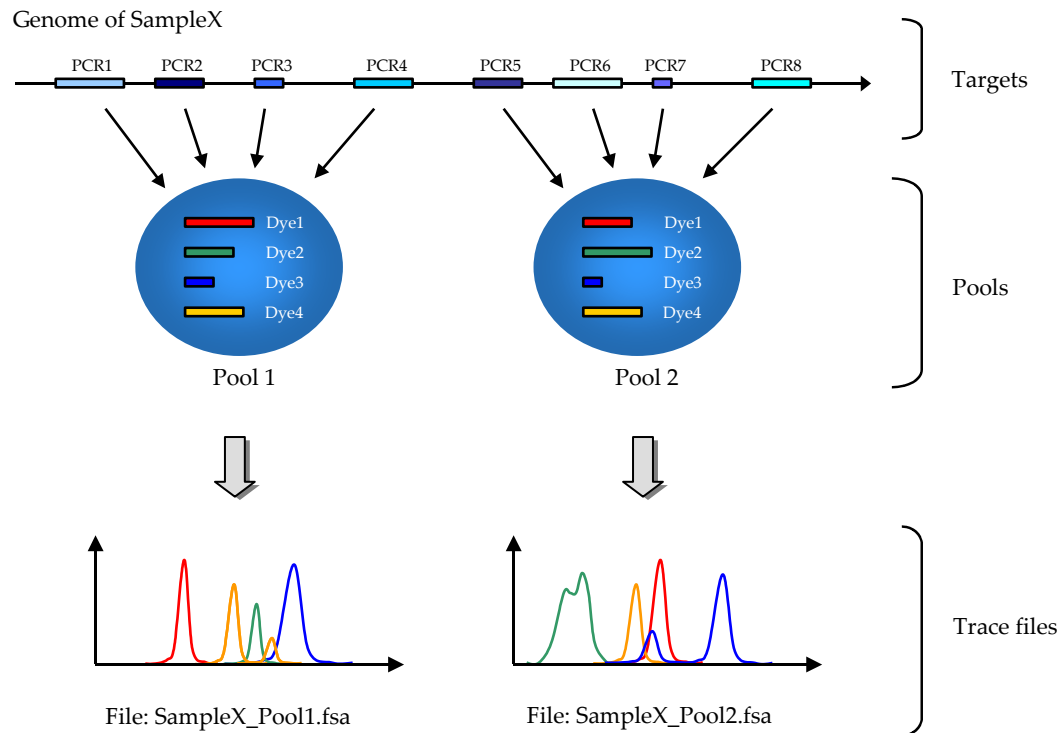 Genome of SampleX
PCR1 PCR2 PCR3 PCR4 PCR5 PCR6 PCR7 PCR8
Targets
Dye1
Dye2
Dye3
Dye4
Pool 1
Dye1
Dye2
Dye3
Dye4
Pool 2
Pools
Trace files
File: SampleX_Pool1.fsa
File: SampleX_Pool2.fsa